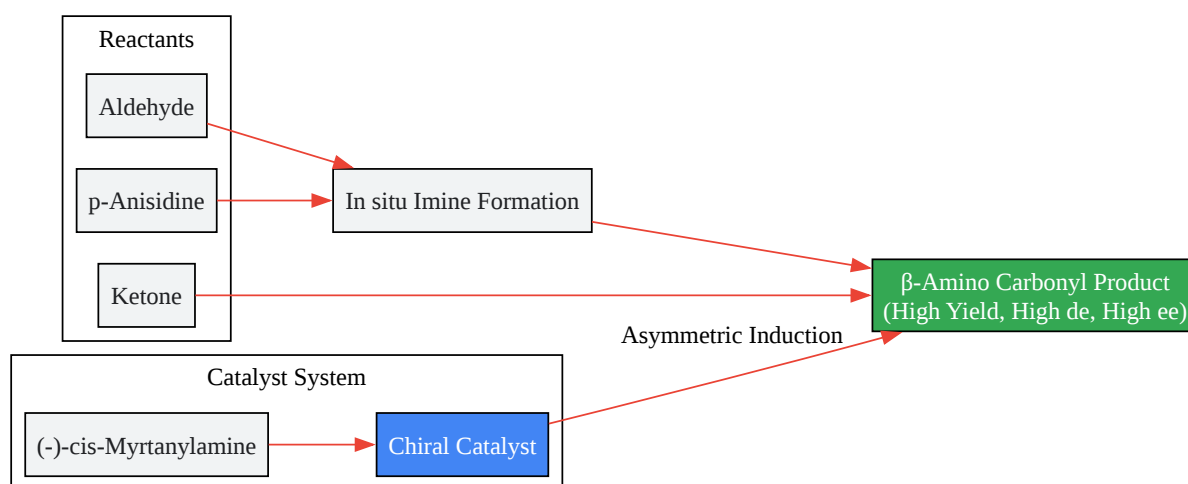 Reactants
Aldehyde
p-Anisidine
In situ Imine Formation
Ketone
β-Amino Carbonyl Product
(High Yield, High de, High ee)
Asymmetric Induction
Catalyst System
(-)-cis-Myrtanylamine
Chiral Catalyst